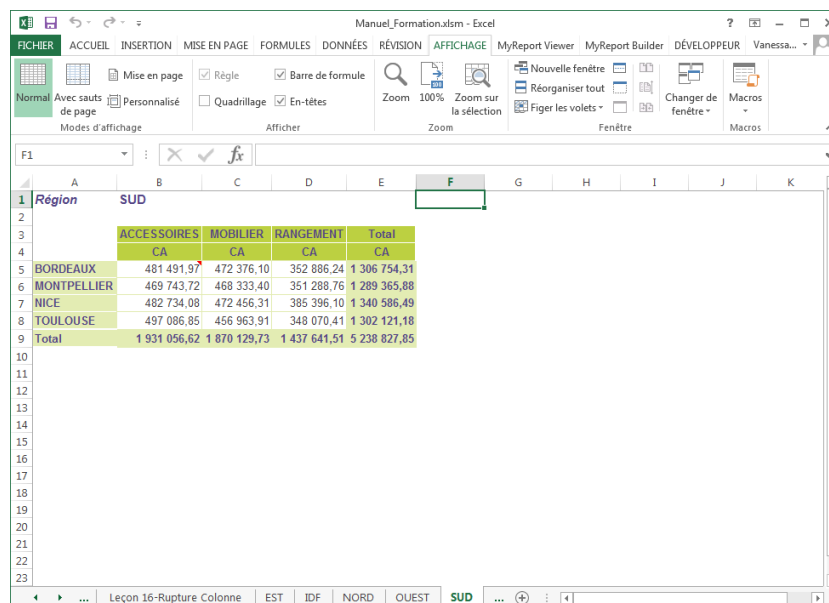 Manuel_Formation.xlsm - Excel
FICHIER ACCUEIL INSERTION MISE EN PAGE FORMULES DONNÉES RÉVISION AFFICHAGE MyReport Viewer MyReport Builder DÉVELOPPEUR Vanessa...
Normal
Avec sauts de page
Mise en page
Personnalisé
Modes d'affichage
Règle
Quadrillage
Barre de formule
En-têtes
Afficher
Zoom
100%
Zoom sur la sélection
Zoom
Nouvelle fenêtre
Réorganiser tout
Figer les volets
Changer de fenêtre
Fenêtre
Macros
Macros
F1 fx
A B C D E F G H I J K
1 Région SUD
2
3 ACCESSOIRES MOBILIER RANGEMENT Total
4 CA CA CA CA
5 BORDEAUX 481 491,97 472 376,10 352 886,24 1 306 754,31
6 MONTPELLIER 469 743,72 468 333,40 351 288,76 1 289 365,88
7 NICE 482 734,08 472 456,31 385 396,10 1 340 586,49
8 TOULOUSE 497 086,85 456 963,91 348 070,41 1 302 121,18
9 Total 1 931 056,62 1 870 129,73 1 437 641,51 5 238 827,85
10
11
12
13
14
15
16
17
18
19
20
21
22
23
... Leçon 16-Rupture Colonne EST IDF NORD OUEST SUD ...